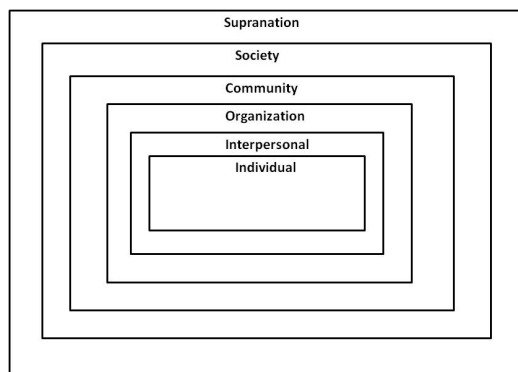 Supranation
Society
Community
Organization
Interpersonal
Individual